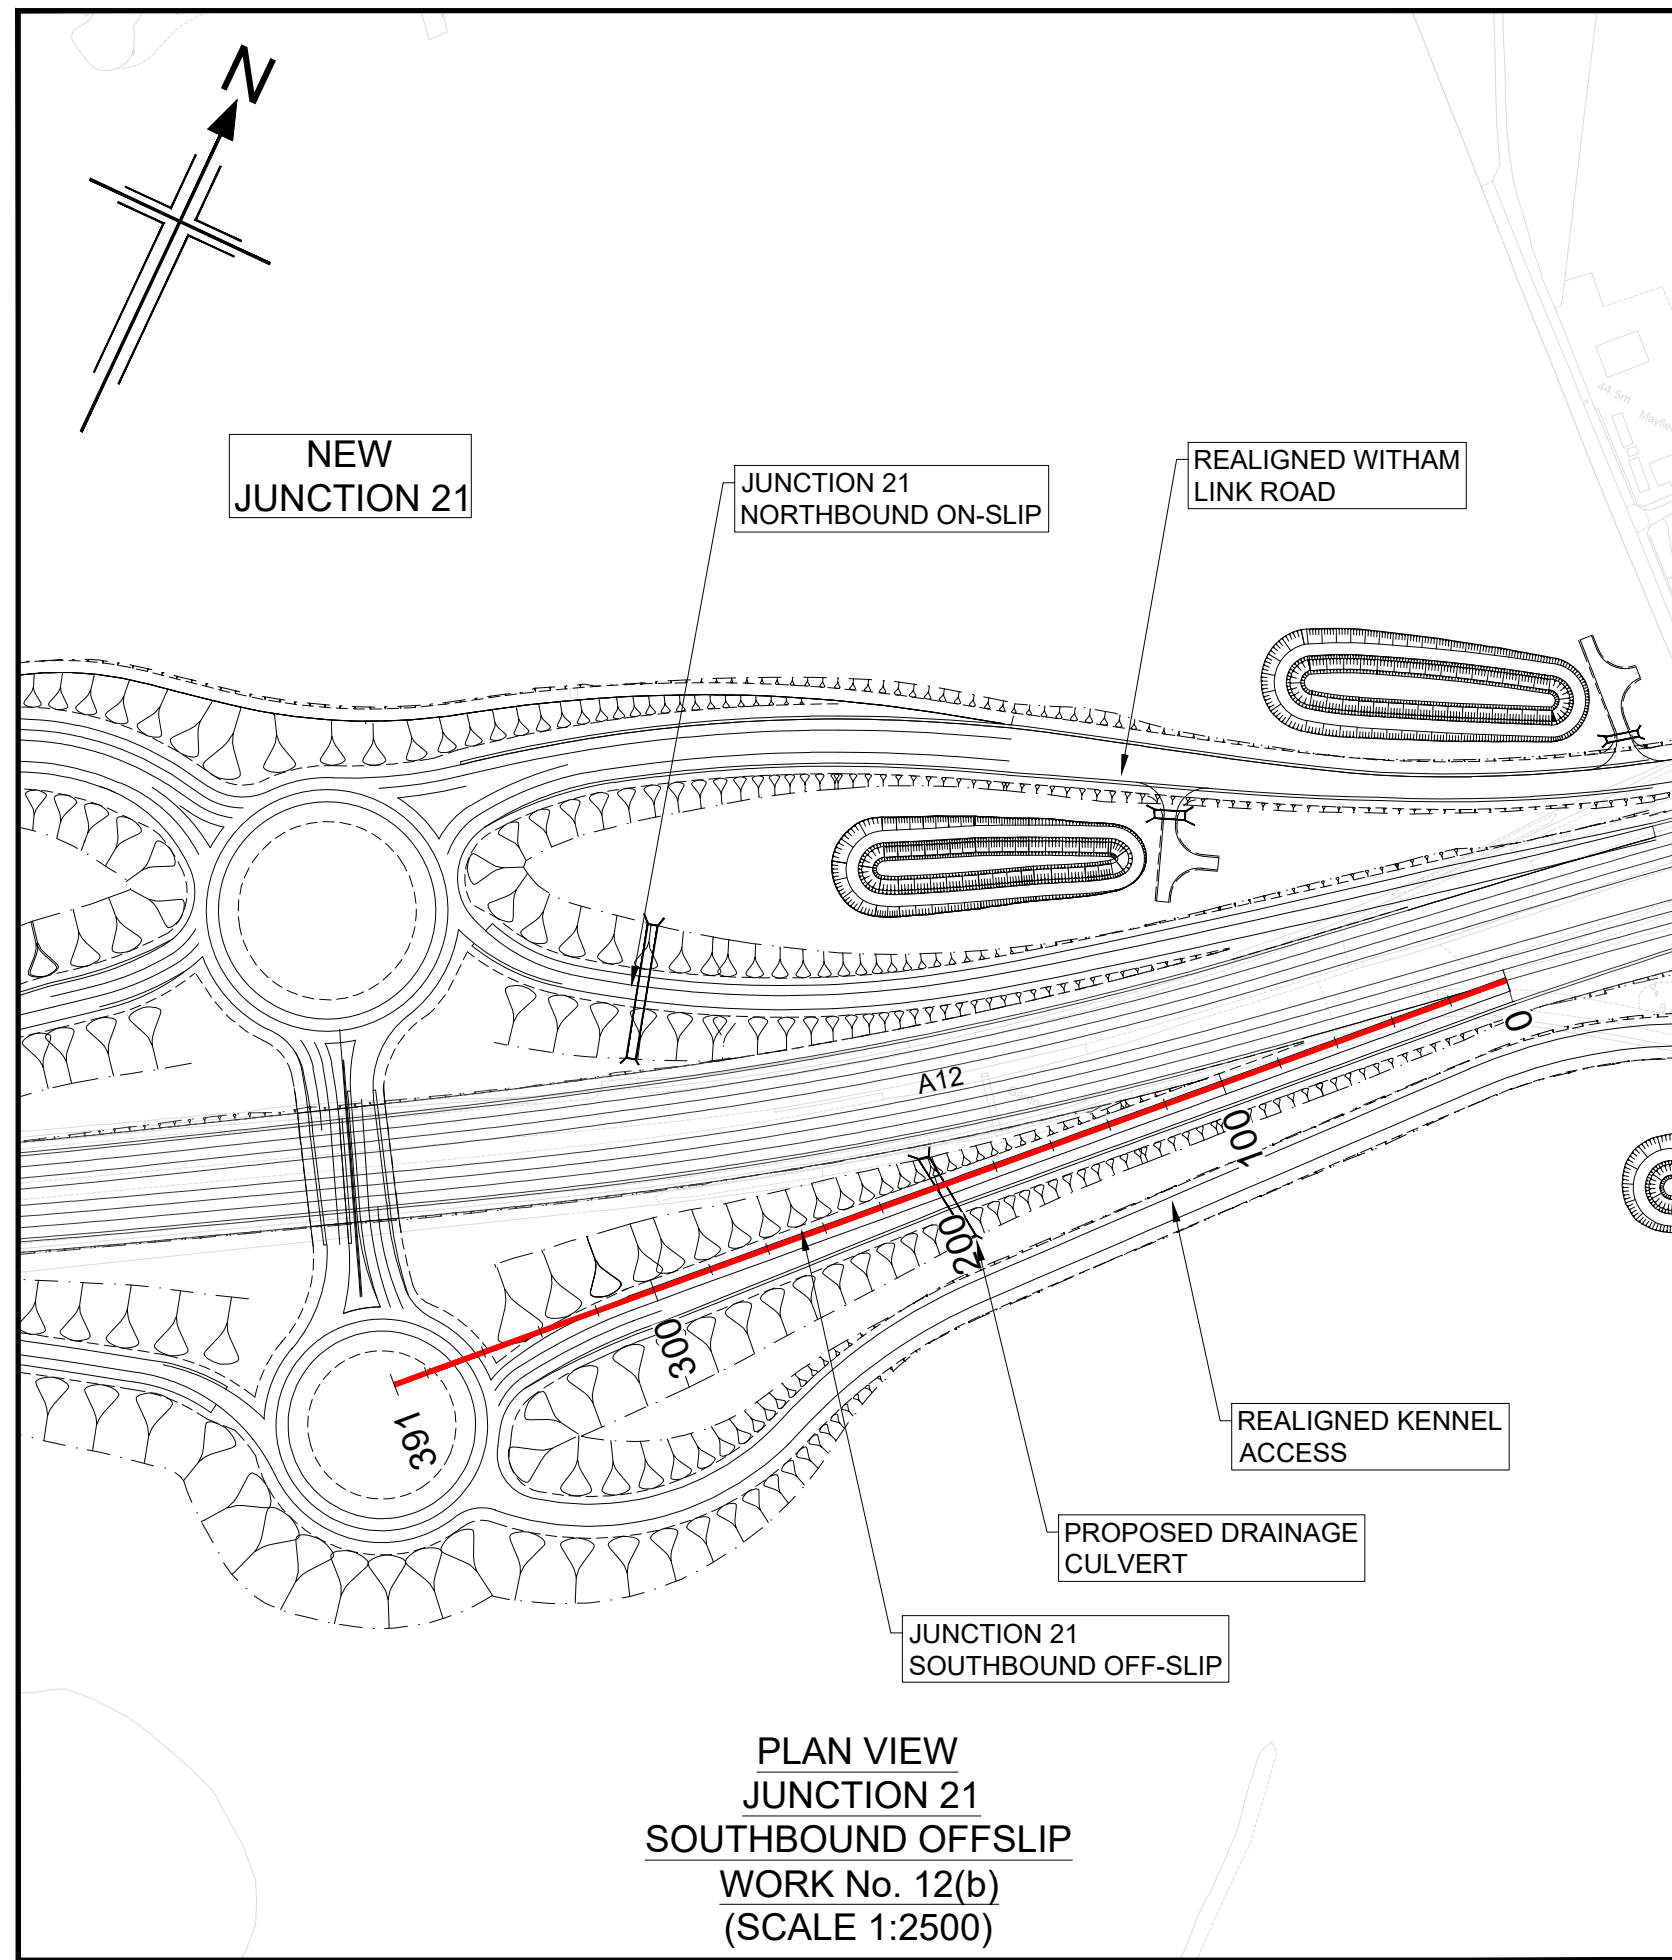 N
NEW
JUNCTION 21
JUNCTION 21
NORTHBOUND ON-SLIP
REALIGNED WITHAM
LINK ROAD
44.5m
A12
0
100
200
300
391
REALIGNED KENNEL
ACCESS
PROPOSED DRAINAGE
CULVERT
JUNCTION 21
SOUTHBOUND OFF-SLIP
PLAN VIEW
JUNCTION 21
SOUTHBOUND OFFSLIP
WORK No. 12(b)
(SCALE 1:2500)